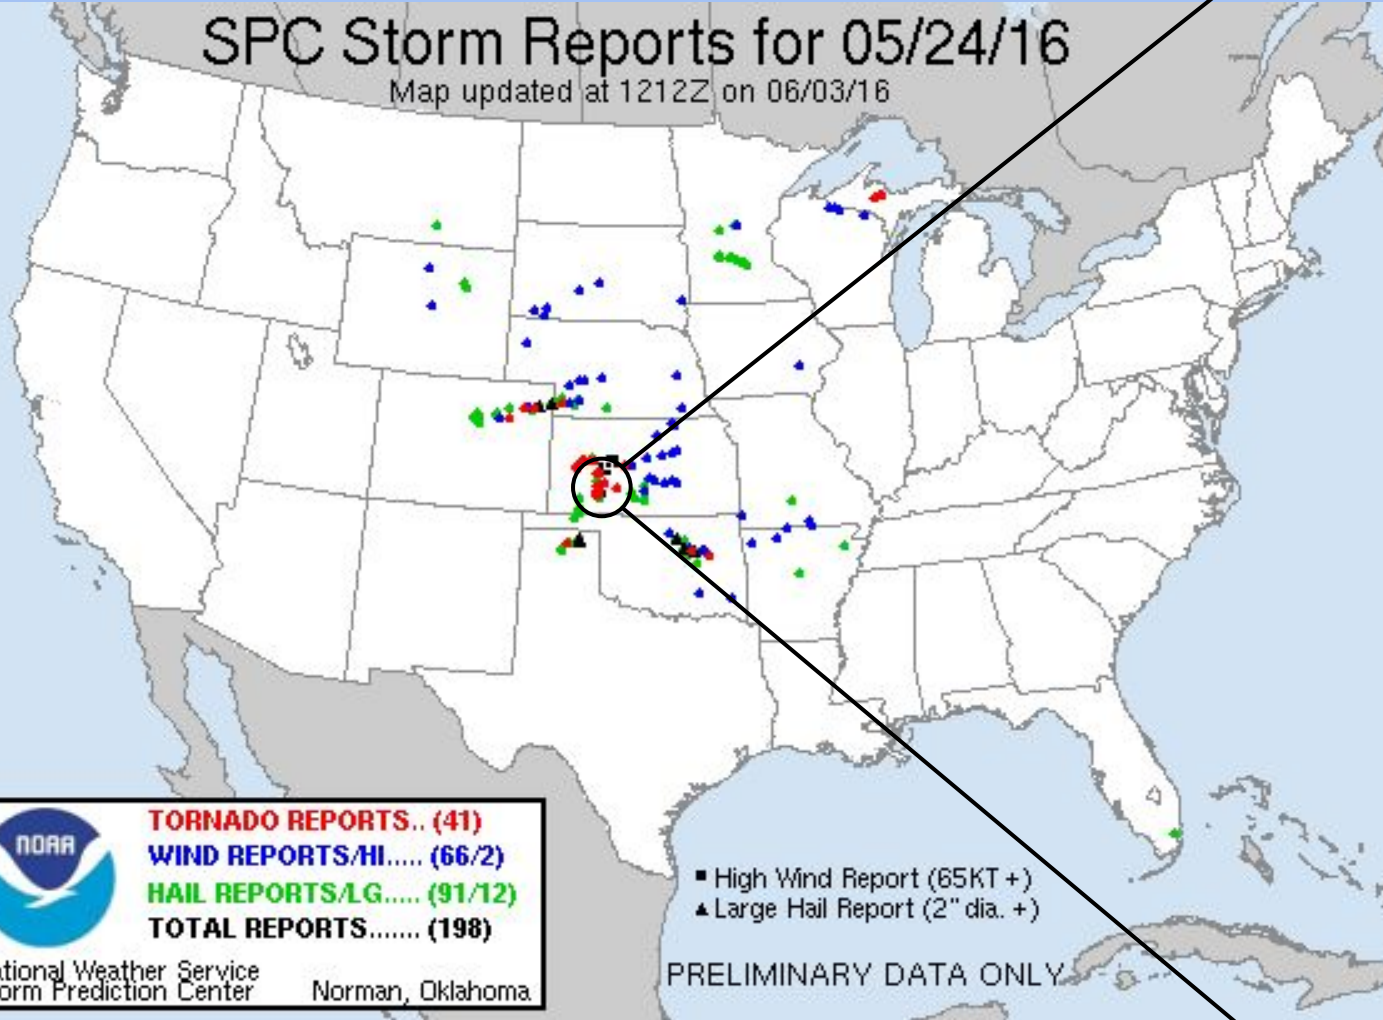 SPC Storm Reports for 05/24/16
Map updated at 1212Z on 06/03/16
NOAA
TORNADO REPORTS.. (41)
WIND REPORTS/HI..... (66/2)
HAIL REPORTS/LG..... (91/12)
TOTAL REPORTS....... (198)
ational Weather Service
orm Prediction Center Norman, Oklahoma
High Wind Report (65KT +)
Large Hail Report (2" dia. +)
PRELIMINARY DATA ONLY